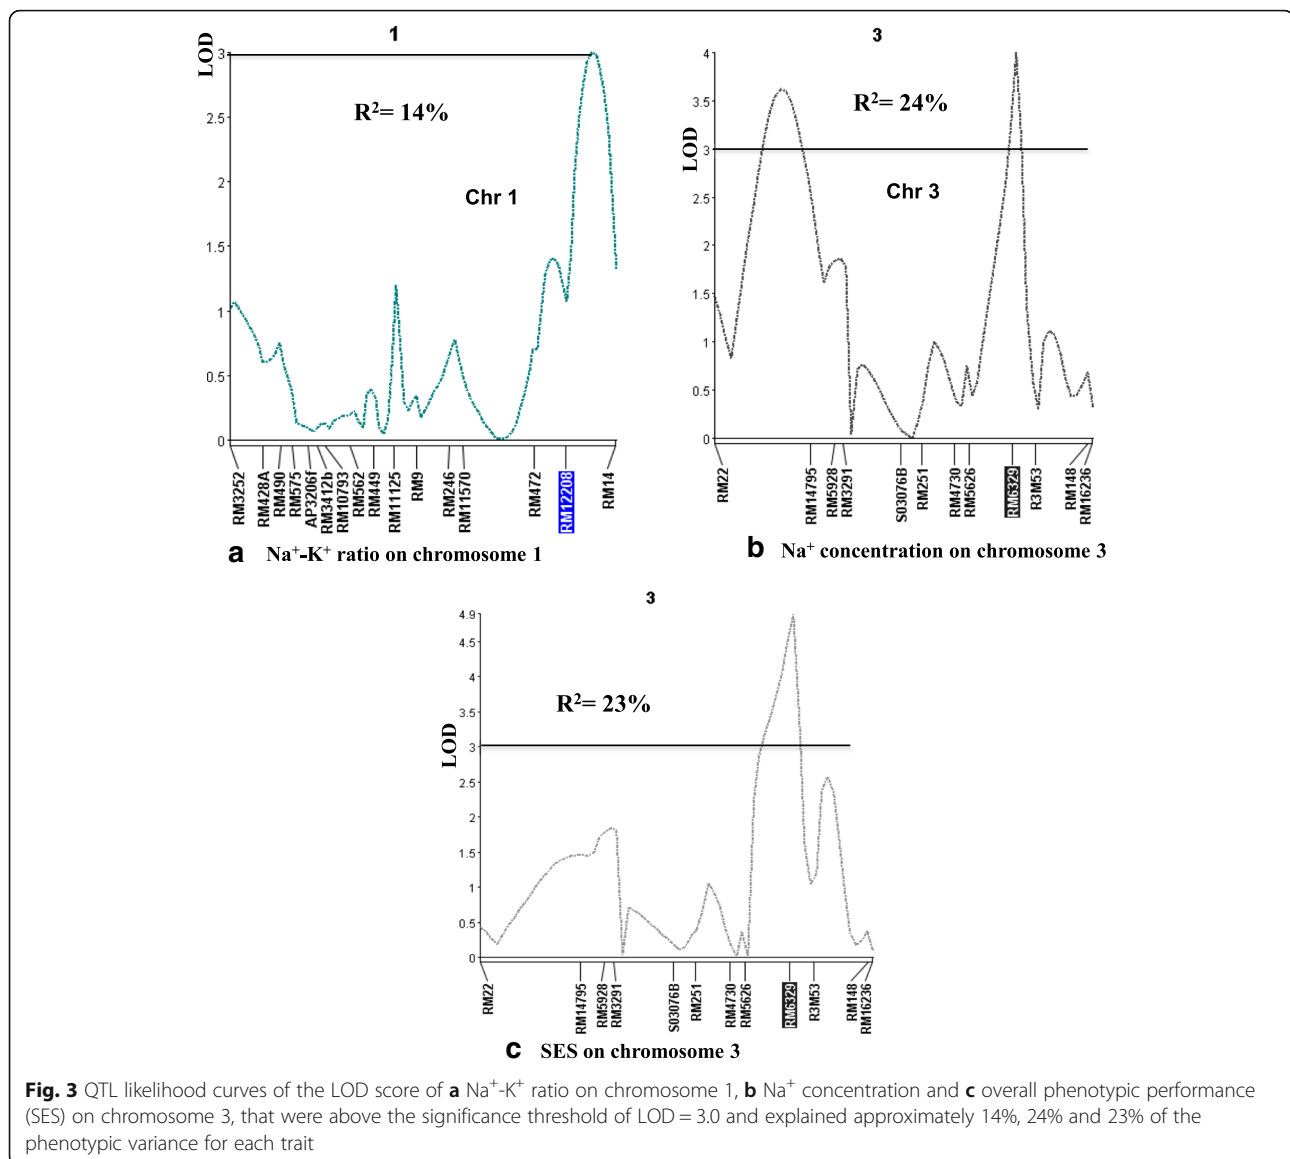 1
LOD
3
2.5
2
1.5
1
0.5
0
R²= 14%
Chr 1
RM3252
RM428A
RM490
RM575
AP3206f
RM3412b
RM10793
RM562
RM449
RM11125
RM9
RM246
RM11570
RM472
RM12208
RM14
a Na⁺-K⁺ ratio on chromosome 1
3
LOD
4
3.5
3
2.5
2
1.5
1
0.5
0
R²= 24%
Chr 3
RM22
RM14795
RM5928
RM3291
S03076B
RM251
RM4730
RM5626
RM6329
R3M53
RM148
RM16236
b Na⁺ concentration on chromosome 3
3
LOD
4.9
4.5
4
3.5
3
2.5
2
1.5
1
0.5
0
R²= 23%
RM22
RM14795
RM5928
RM3291
S03076B
RM251
RM4730
RM5626
RM6329
R3M53
RM148
RM16236
c SES on chromosome 3
Fig. 3 QTL likelihood curves of the LOD score of a Na⁺-K⁺ ratio on chromosome 1, b Na⁺ concentration and c overall phenotypic performance
(SES) on chromosome 3, that were above the significance threshold of LOD = 3.0 and explained approximately 14%, 24% and 23% of the
phenotypic variance for each trait